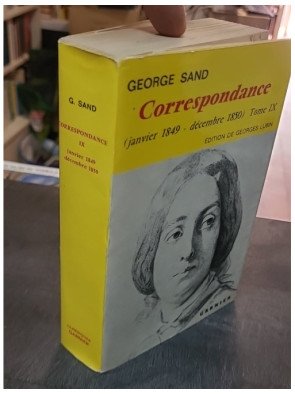 G. SAND
CORRESPONDANCE
IX
janvier 1849
décembre 1850
GARNIER
GEORGE SAND
Correspondance
(janvier 1849 - décembre 1850) Tome IX
ÉDITION DE GEORGES LUBIN
GARNIER